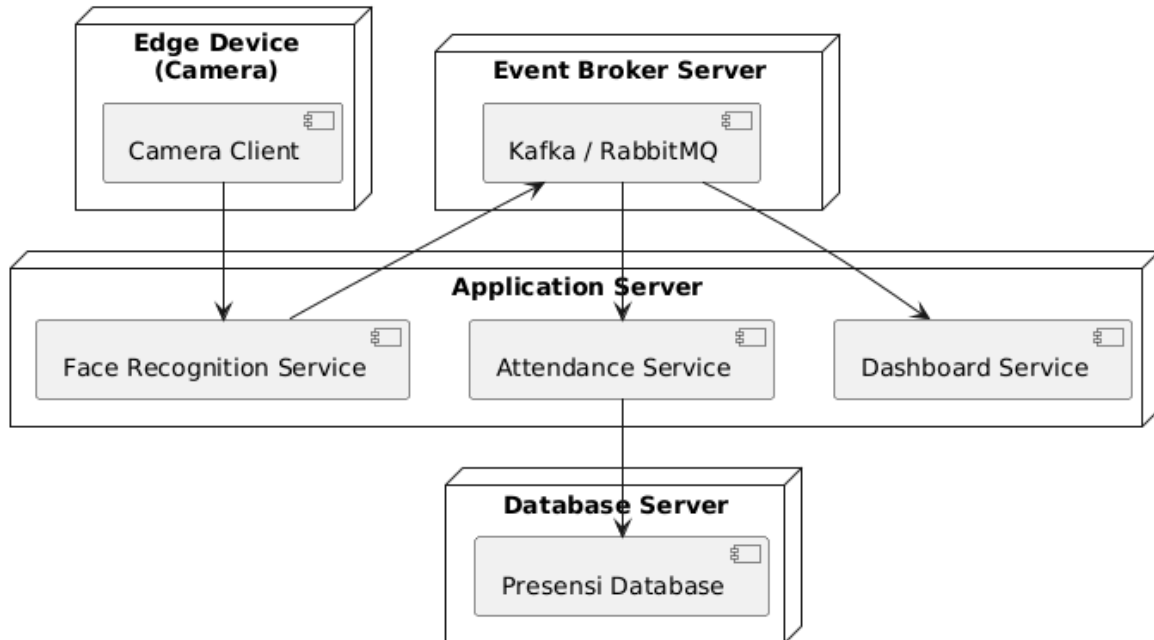 Edge Device
(Camera)
Camera Client
Event Broker Server
Kafka / RabbitMQ
Application Server
Face Recognition Service
Attendance Service
Dashboard Service
Database Server
Presensi Database